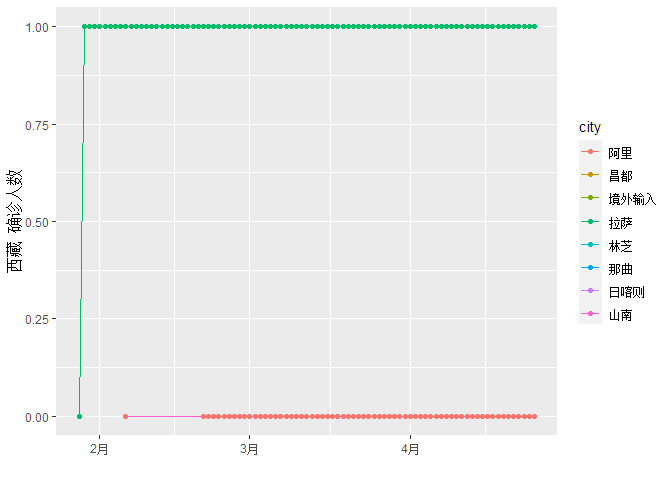 西藏 确诊人数
1.00
0.75
0.50
0.25
0.00
2月
3月
4月
city
阿里
昌都
境外输入
拉萨
林芝
那曲
日喀则
山南